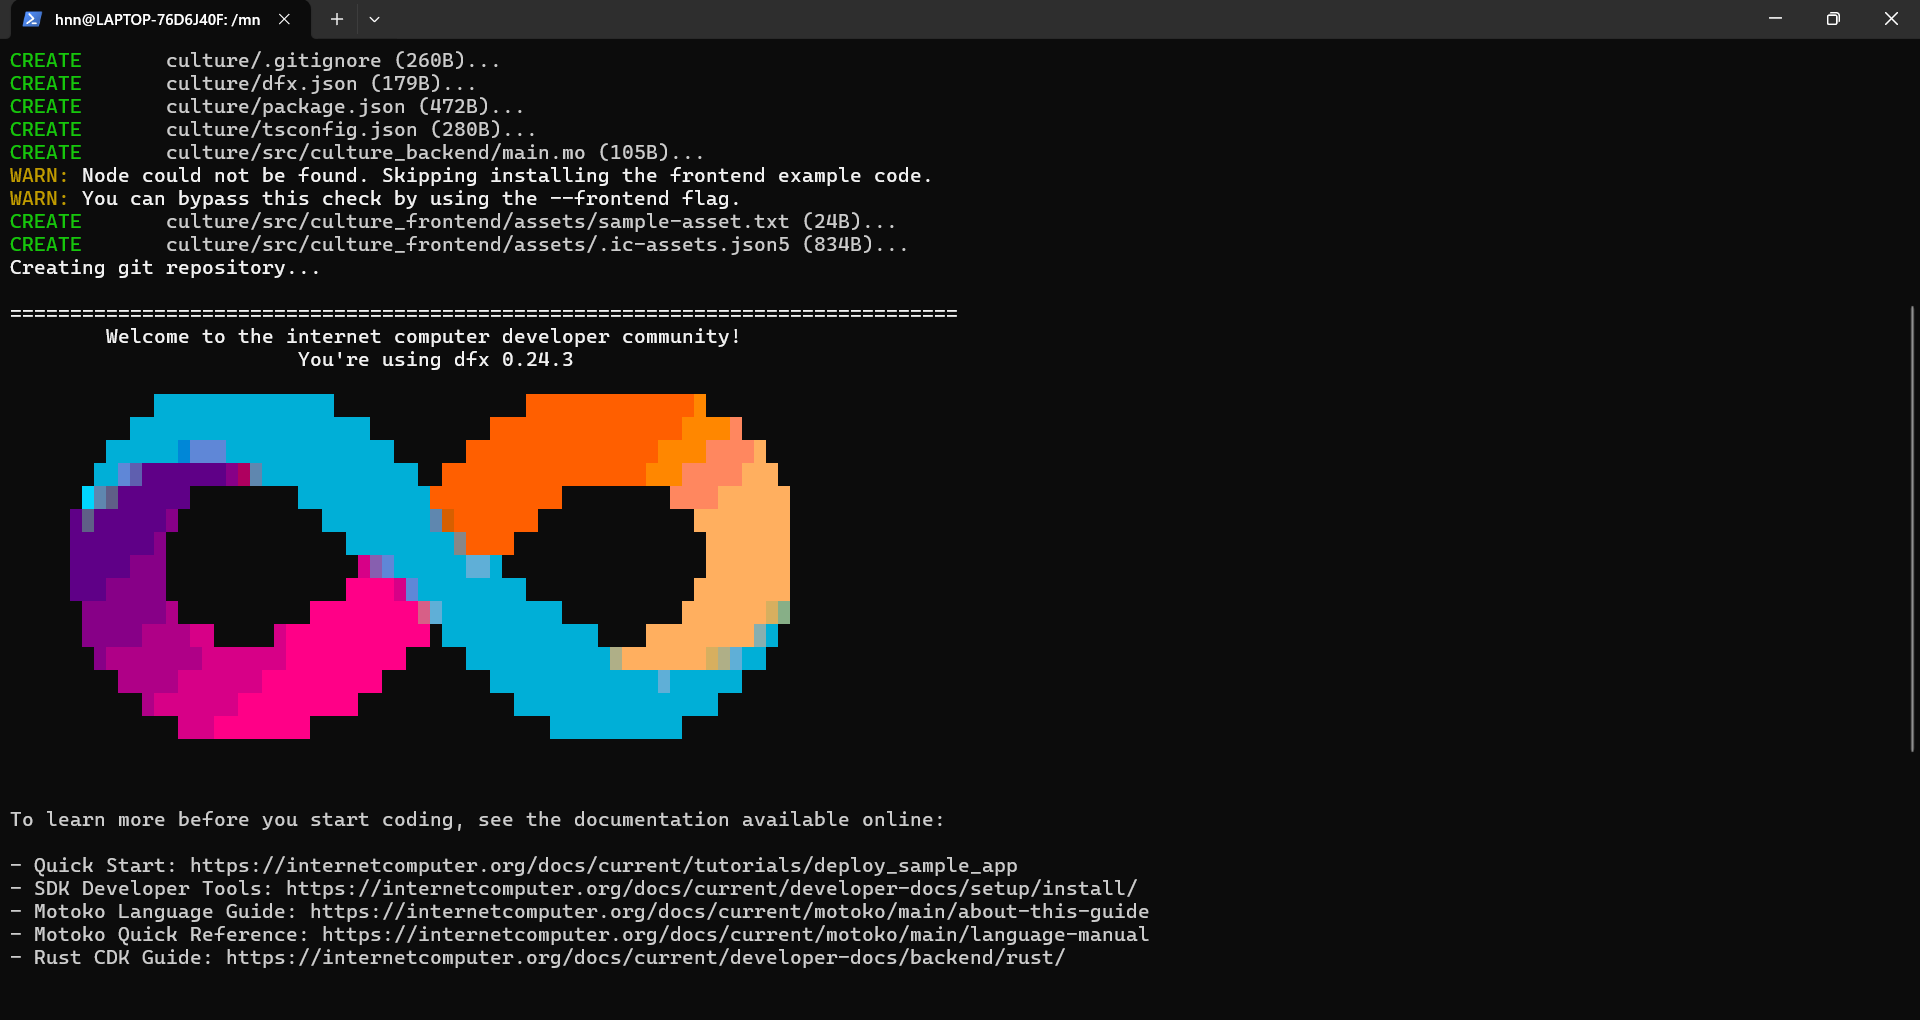 hnn@LAPTOP-76D6J40F: /mn
CREATE culture/.gitignore (260B)...
CREATE culture/dfx.json (179B)...
CREATE culture/package.json (472B)...
CREATE culture/tsconfig.json (280B)...
CREATE culture/src/culture_backend/main.mo (105B)...
WARN: Node could not be found. Skipping installing the frontend example code.
WARN: You can bypass this check by using the --frontend flag.
CREATE culture/src/culture_frontend/assets/sample-asset.txt (24B)...
CREATE culture/src/culture_frontend/assets/.ic-assets.json5 (834B)...
Creating git repository...
===============================================================================
Welcome to the internet computer developer community!
You're using dfx 0.24.3
To learn more before you start coding, see the documentation available online:
- Quick Start: https://internetcomputer.org/docs/current/tutorials/deploy_sample_app
- SDK Developer Tools: https://internetcomputer.org/docs/current/developer-docs/setup/install/
- Motoko Language Guide: https://internetcomputer.org/docs/current/motoko/main/about-this-guide
- Motoko Quick Reference: https://internetcomputer.org/docs/current/motoko/main/language-manual
- Rust CDK Guide: https://internetcomputer.org/docs/current/developer-docs/backend/rust/